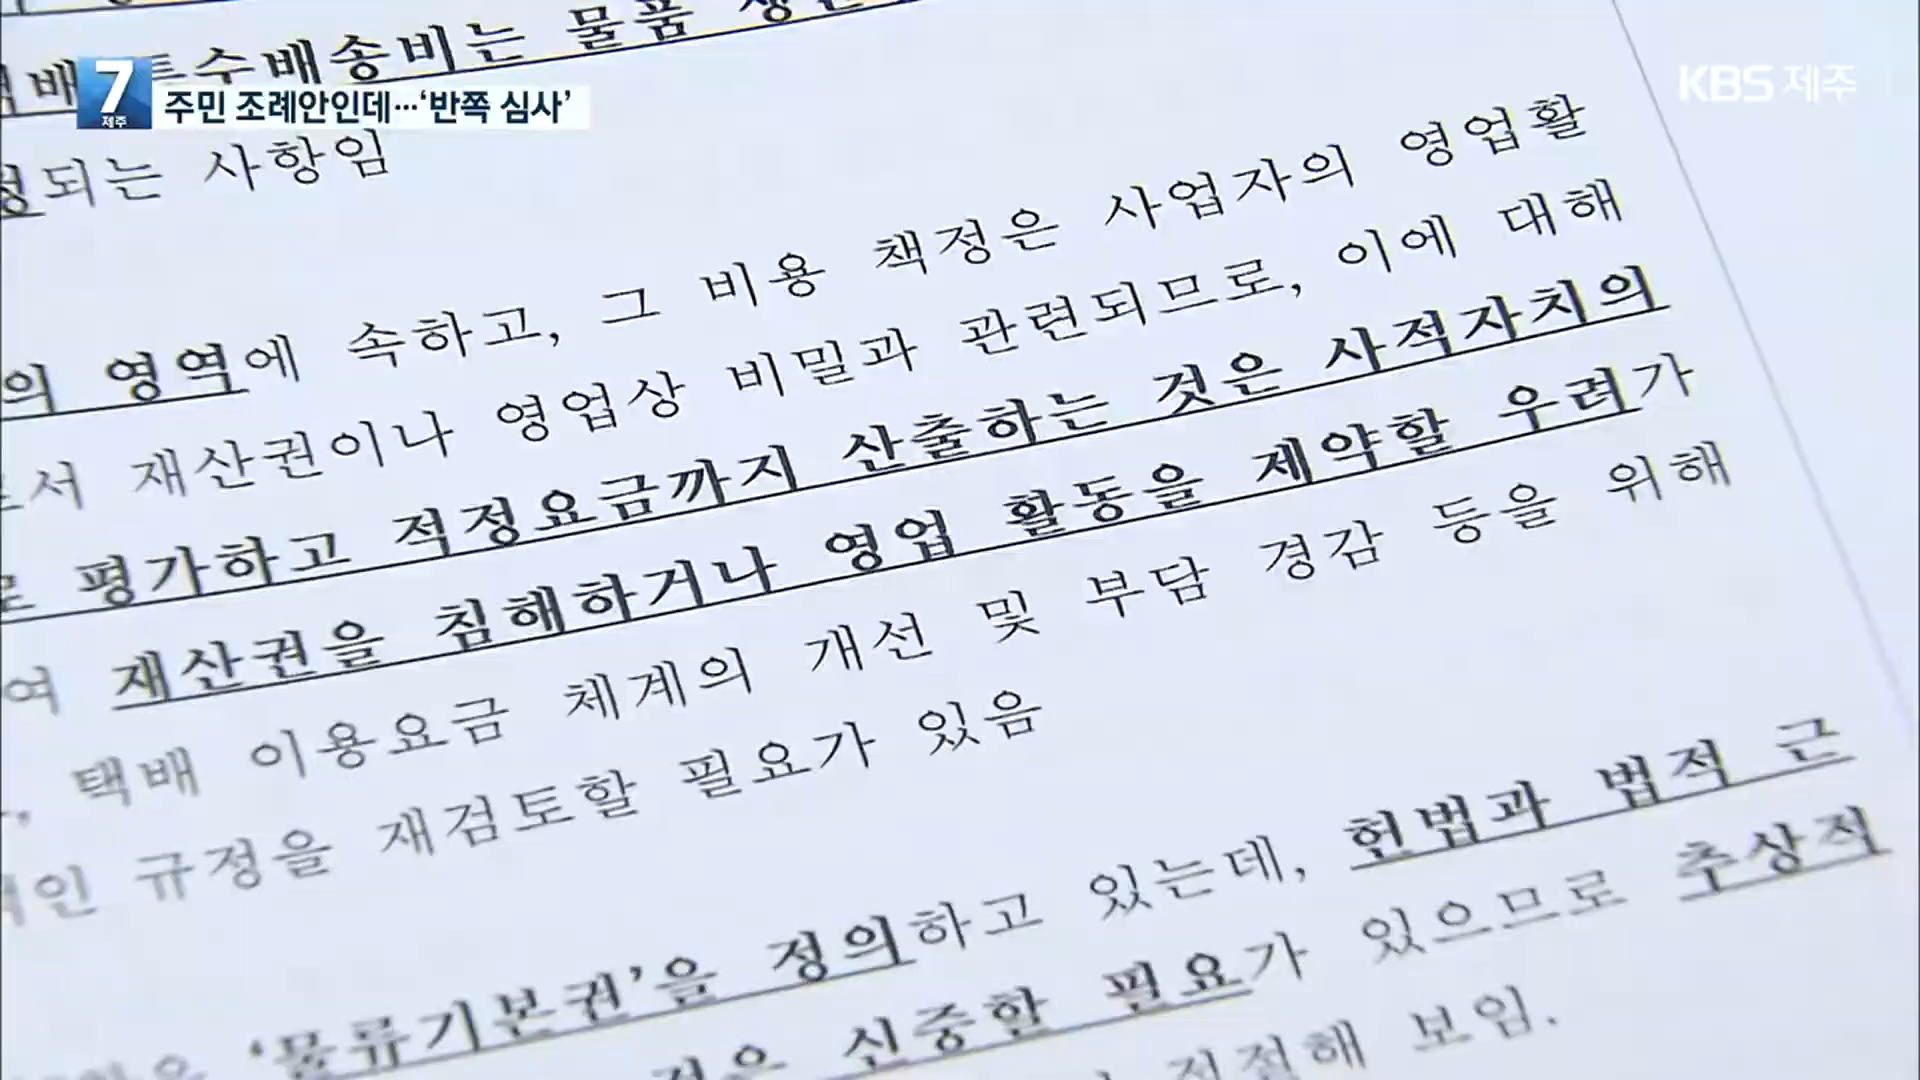 수배송비는 물품
7
제주
주민 조례안인데…‘반쪽 심사’
KBS 제주
되는 사항임
의 영역에 속하고, 그 비용 책정은 사업자의 영업활
서 재산권이나 영업상 비밀과 관련되므로, 이에 대해
평가하고 적정요금까지 산출하는 것은 사적자치의
여 재산권을 침해하거나 영업 활동을 제약할 우려가
, 택배 이용요금 체계의 개선 및 부담 경감 등을 위해
인 규정을 재검토할 필요가 있음
‘물류기본권’을 정의하고 있는데, 헌법과 법적 근
것은 신중한 필요가 있으므로 추상적
적절해 보임.